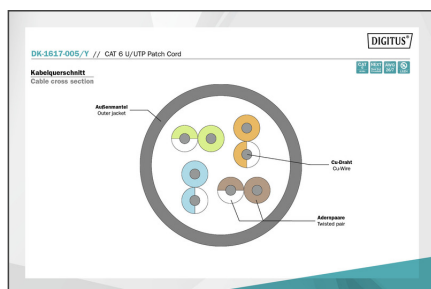 DIGITUS®
DK-1617-005/Y // CAT 6 U/UTP Patch Cord
Kabelquerschnitt
Cable cross section
Außenmantel
Outer jacket
Cu-Draht
Cu-Wire
Aderspaare
Twisted pair